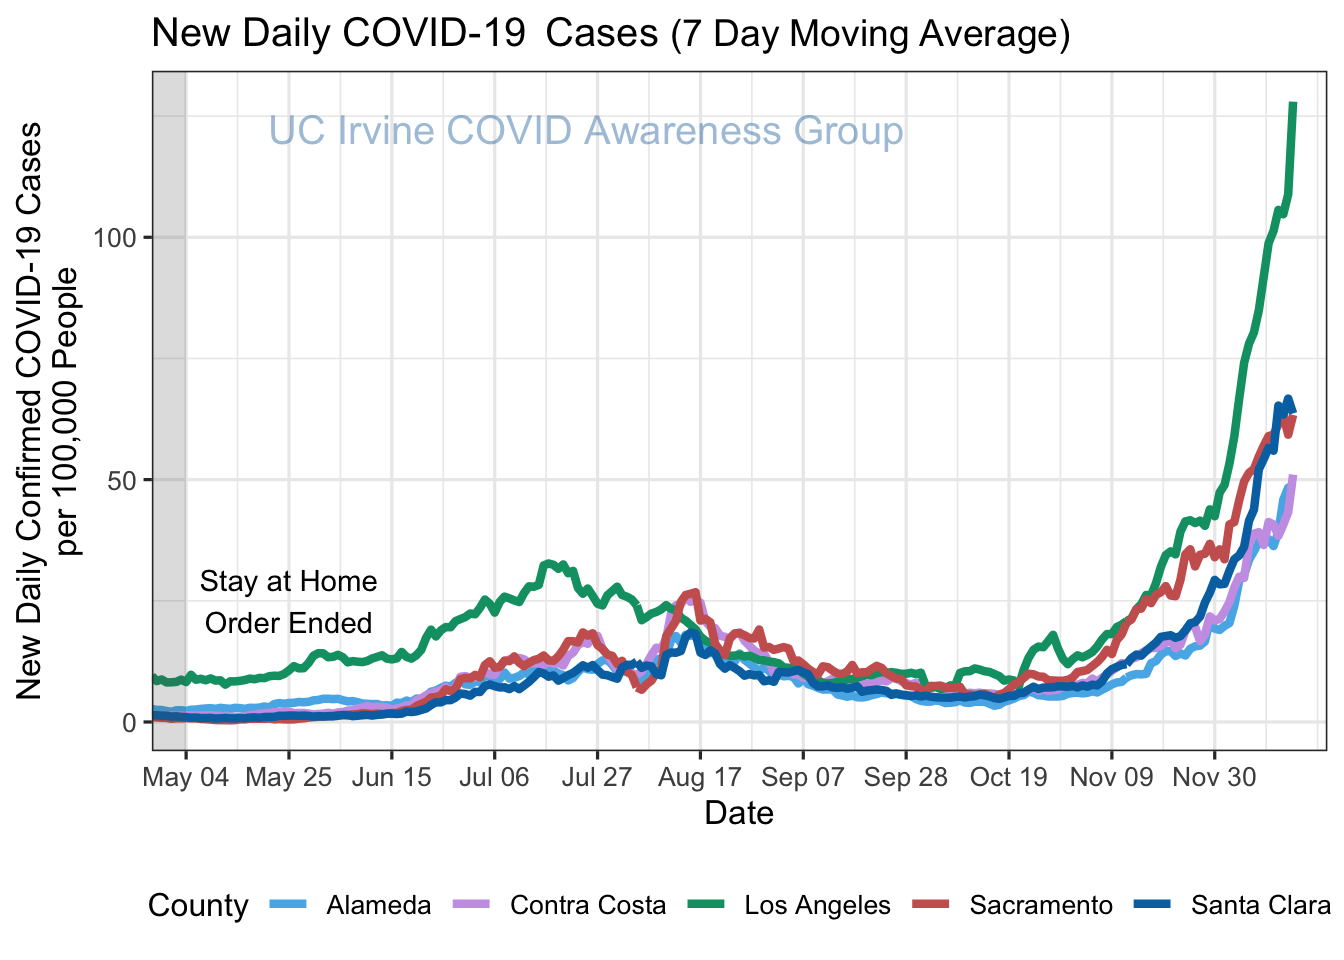 New Daily COVID-19 Cases (7 Day Moving Average)
UC Irvine COVID Awareness Group
New Daily Confirmed COVID-19 Cases
per 100,000 People
100
50
0
Stay at Home
Order Ended
May 04 May 25 Jun 15 Jul 06 Jul 27 Aug 17 Sep 07 Sep 28 Oct 19 Nov 09 Nov 30
Date
County Alameda Contra Costa Los Angeles Sacramento Santa Clara